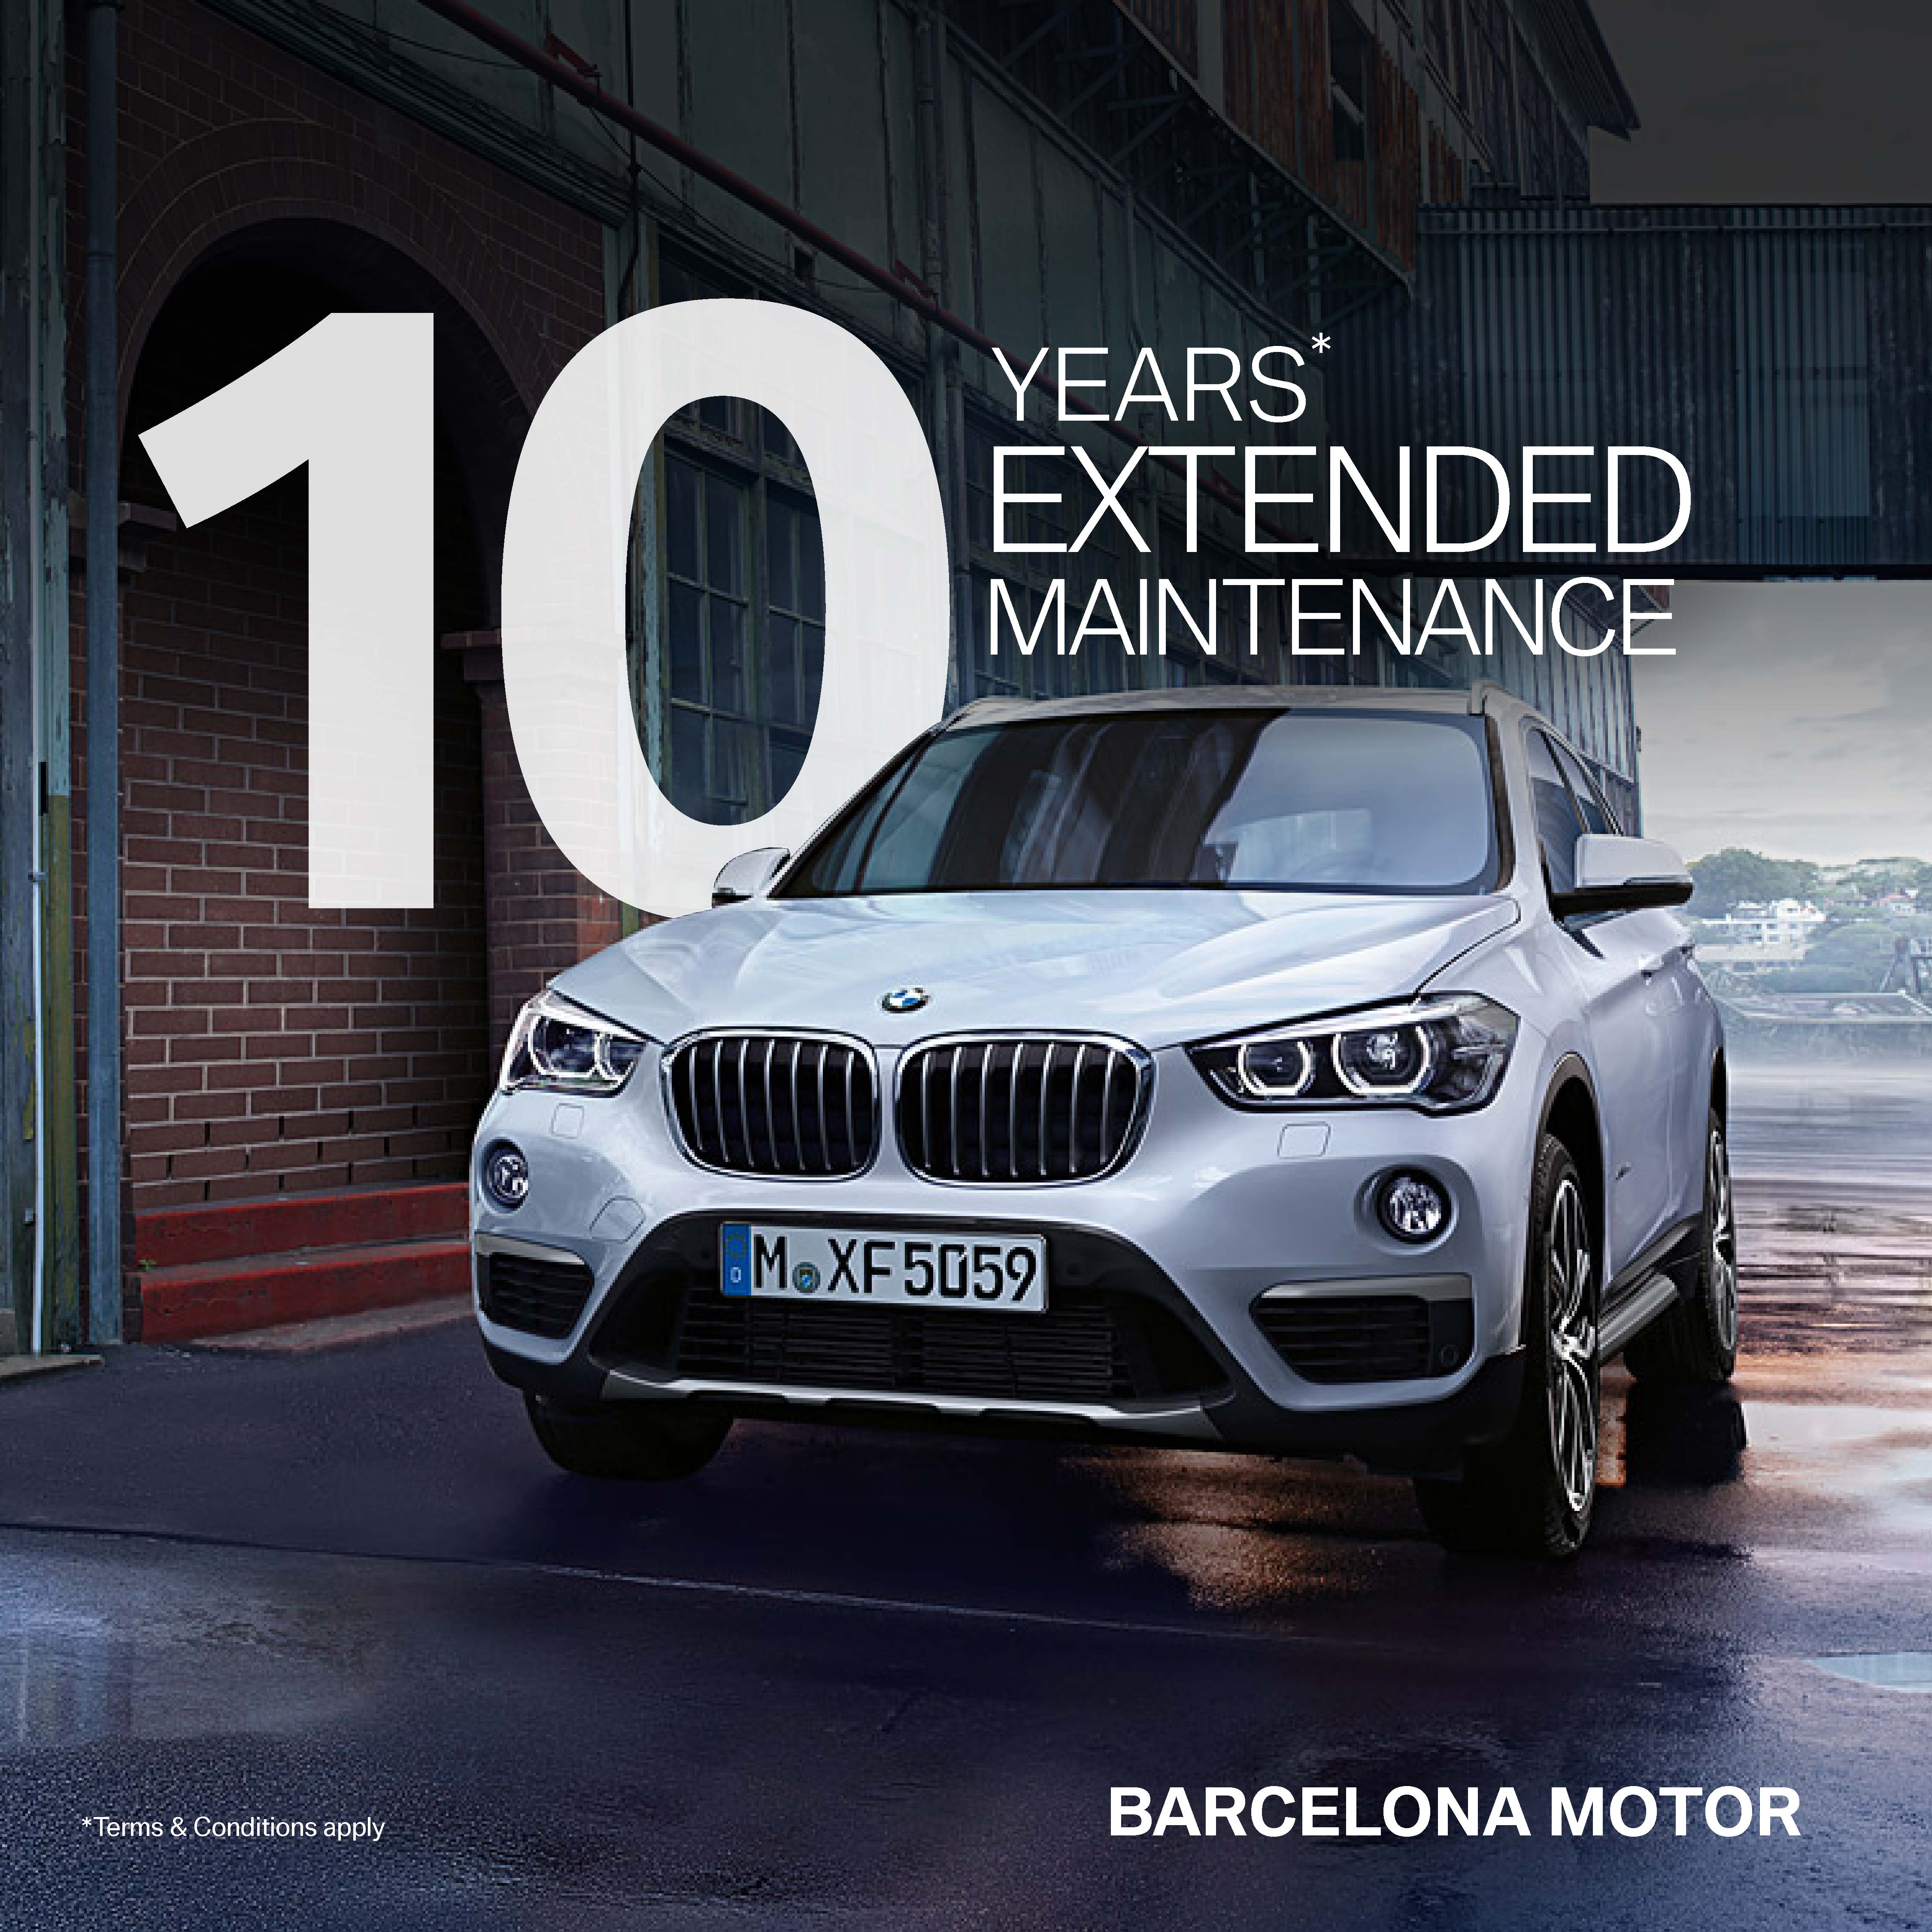 10
YEARS*
EXTENDED
MAINTENANCE
M XF 5059
D
*Terms & Conditions apply
BARCELONA MOTOR